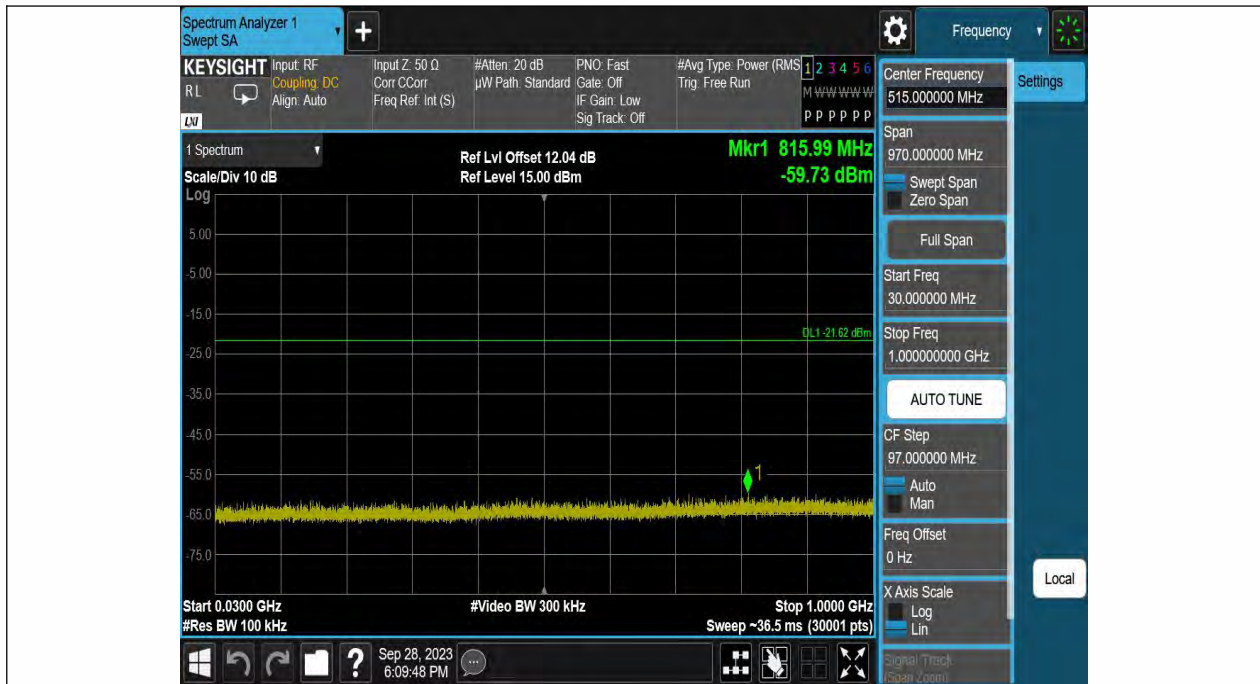 Spectrum Analyzer 1
Swept SA
+
Frequency
KEYSIGHT
RL
LXI
Input: RF
Coupling: DC
Align: Auto
Input Z: 50 Ω
Corr CCorr
Freq Ref: Int (S)
#Atten: 20 dB
µW Path: Standard
PNO: Fast
Gate: Off
IF Gain: Low
Sig Track: Off
#Avg Type: Power (RMS
Trig: Free Run
1 2 3 4 5 6
M W W W W W
P P P P P P
1 Spectrum
Scale/Div 10 dB
Log
Ref Lvl Offset 12.04 dB
Ref Level 15.00 dBm
Mkr1 815.99 MHz
-59.73 dBm
5.00
-5.00
-15.0
DL1 -21.62 dBm
-25.0
-35.0
-45.0
-55.0
1
-65.0
-75.0
Start 0.0300 GHz
#Res BW 100 kHz
#Video BW 300 kHz
Stop 1.0000 GHz
Sweep ~36.5 ms (30001 pts)
?
Sep 28, 2023
6:09:48 PM
Center Frequency
515.000000 MHz
Span
970.000000 MHz
Swept Span
Zero Span
Full Span
Start Freq
30.000000 MHz
Stop Freq
1.000000000 GHz
AUTO TUNE
CF Step
97.000000 MHz
Auto
Man
Freq Offset
0 Hz
X Axis Scale
Log
Lin
Signal Track
(Span Zoom)
Settings
Local